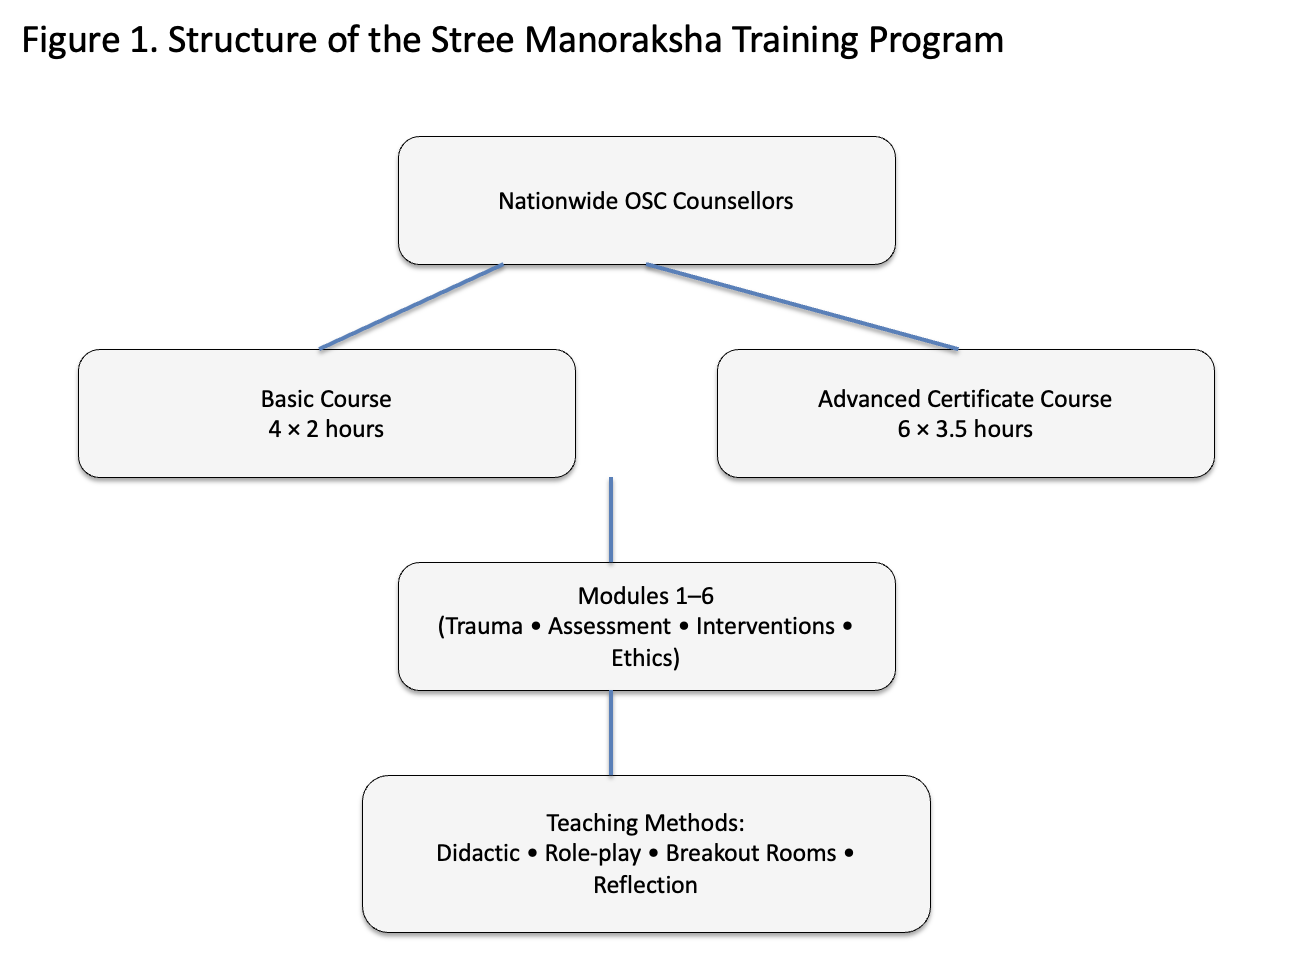 Figure 1. Structure of the Stree Manoraksha Training Program
Nationwide OSC Counsellors
Basic Course
4 × 2 hours
Advanced Certificate Course
6 × 3.5 hours
Modules 1–6
(Trauma • Assessment • Interventions •
Ethics)
Teaching Methods:
Didactic • Role-play • Breakout Rooms •
Reflection